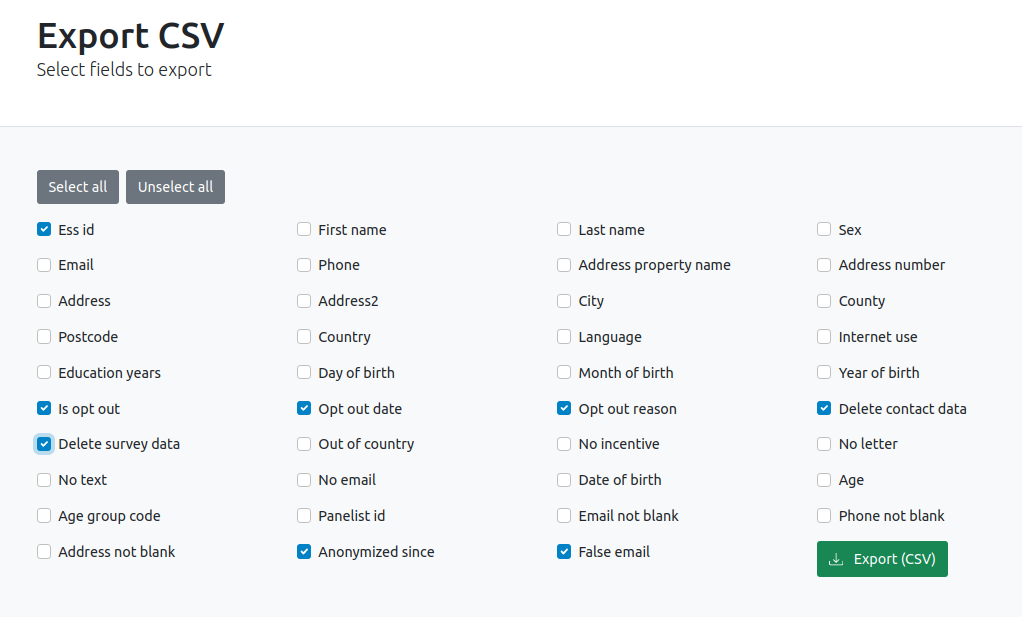 Export CSV
Select fields to export
Select all Unselect all
Ess id First name Last name Sex
Email Phone Address property name Address number
Address Address2 City County
Postcode Country Language Internet use
Education years Day of birth Month of birth Year of birth
Is opt out Opt out date Opt out reason Delete contact data
Delete survey data Out of country No incentive No letter
No text No email Date of birth Age
Age group code Panelist id Email not blank Phone not blank
Address not blank Anonymized since False email Export (CSV)